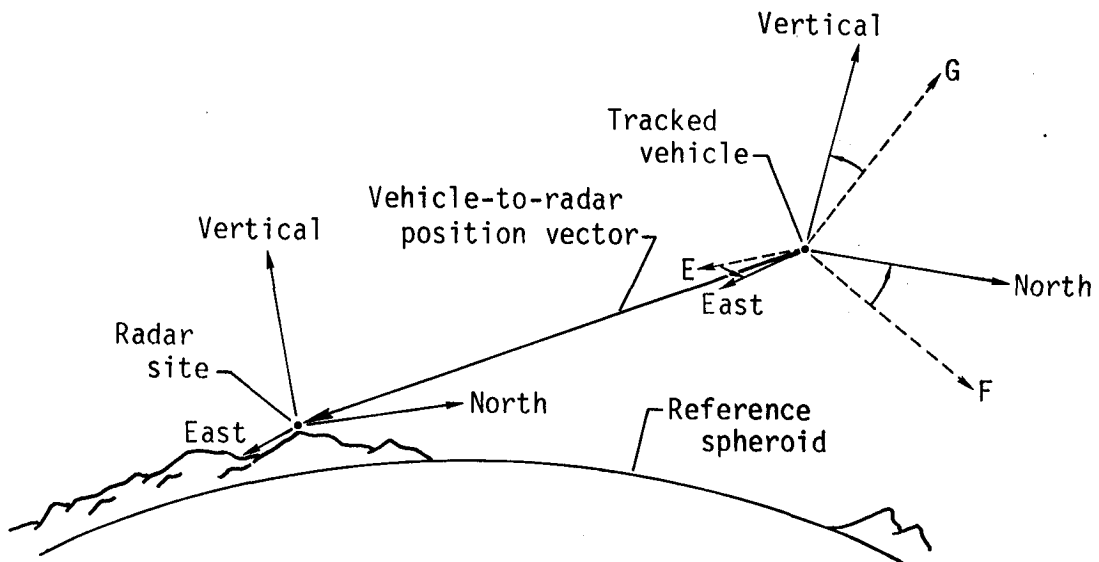 Vertical
G
Tracked
vehicle
Vehicle-to-radar
position vector
Vertical
E
East
North
F
Radar
site
North
East
Reference
spheroid